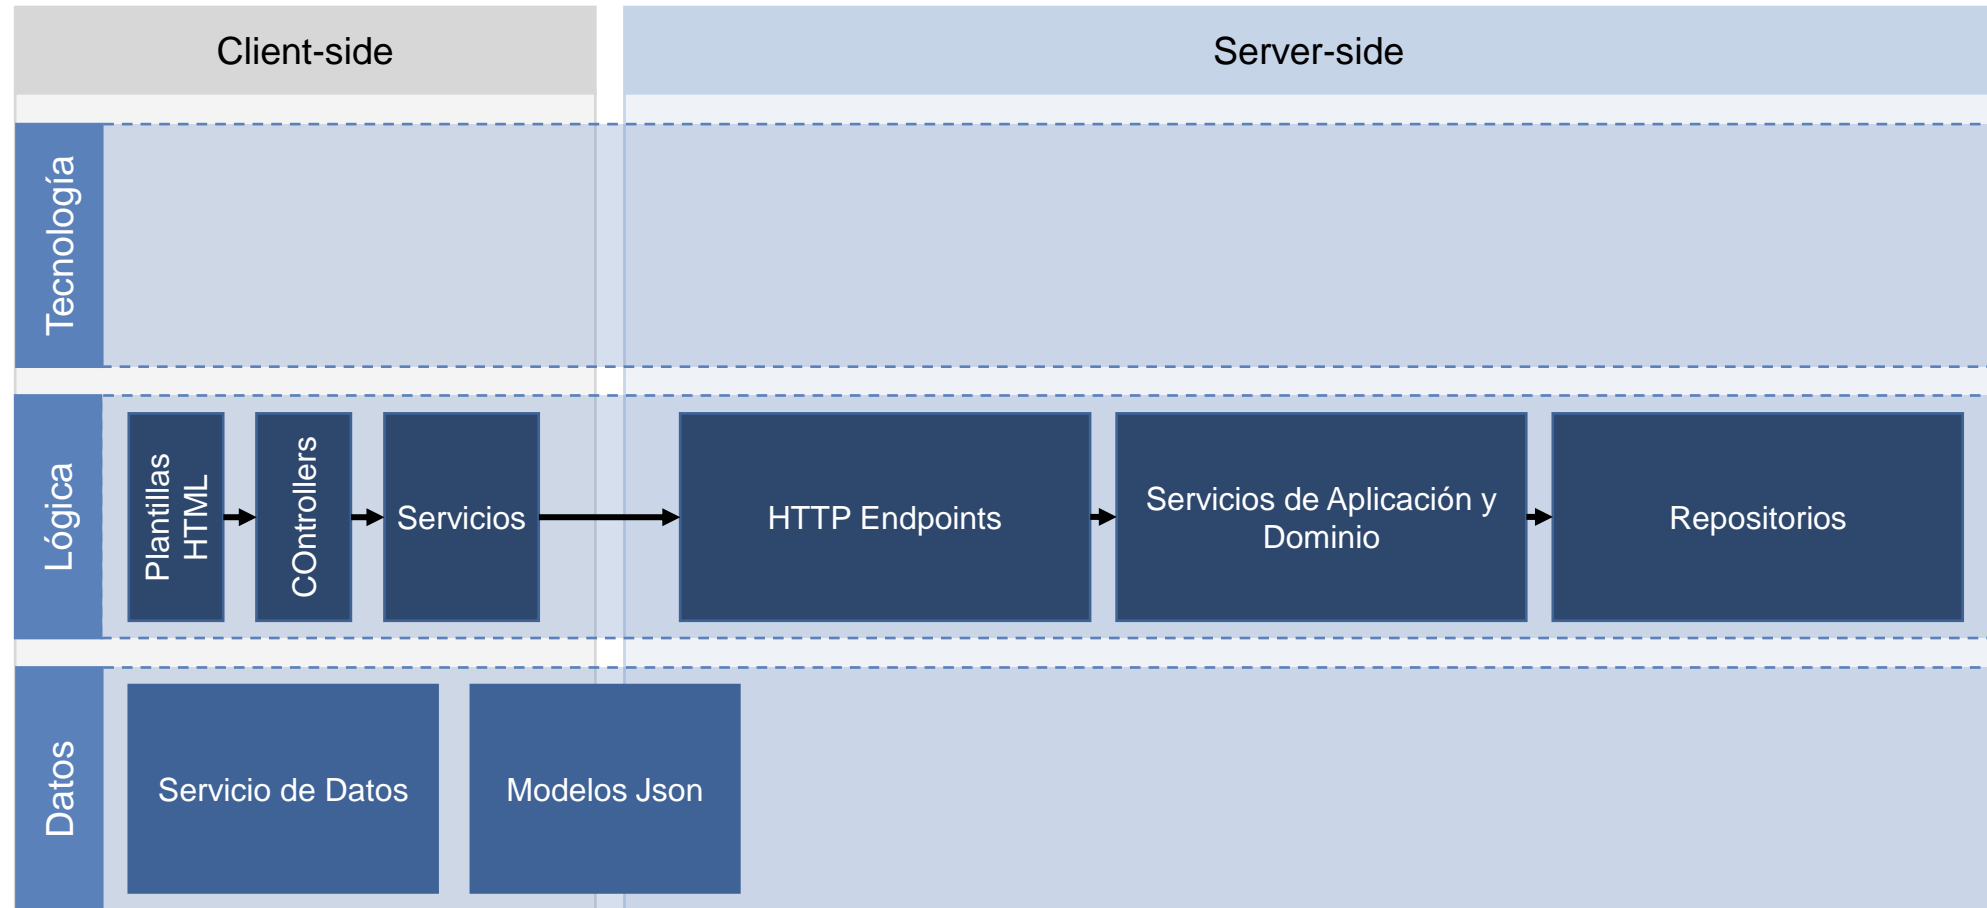 Client-side
Server-side
Tecnología
Lógica
Plantillas
HTML
COntrollers
Servicios
HTTP Endpoints
Servicios de Aplicación y
Dominio
Repositorios
Datos
Servicio de Datos
Modelos Json